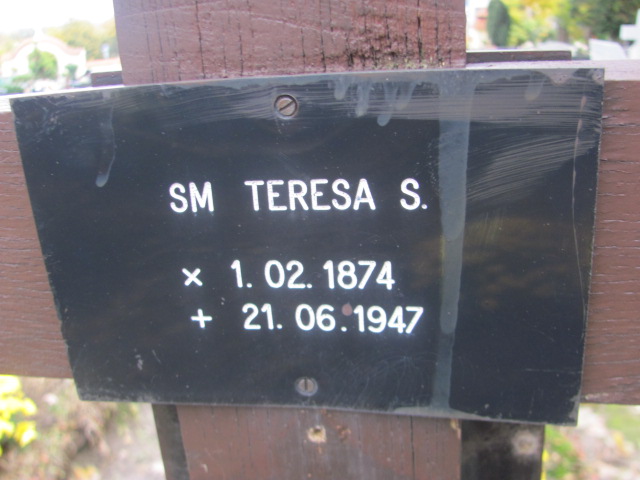 SM TERESA S.
× 1. 02. 1874
+ 21. 06. 1947